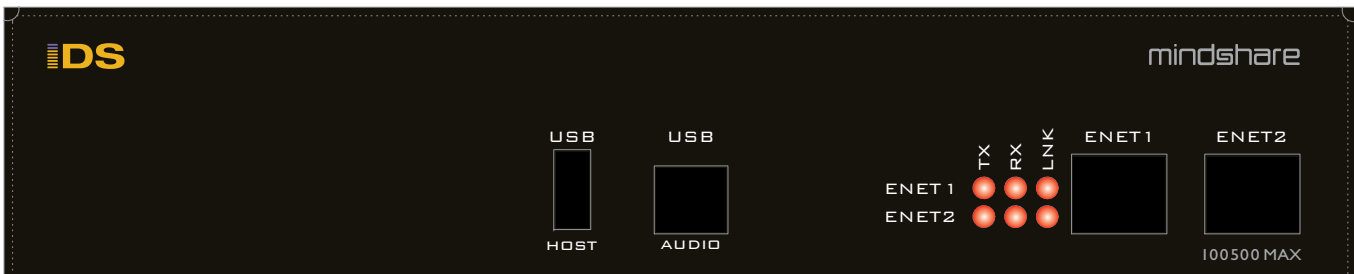 IDS
mindshare
USB
USB
TX
RX
LNK
ENET1
ENET2
ENET 1
ENET2
HOST
AUDIO
100500 MAX